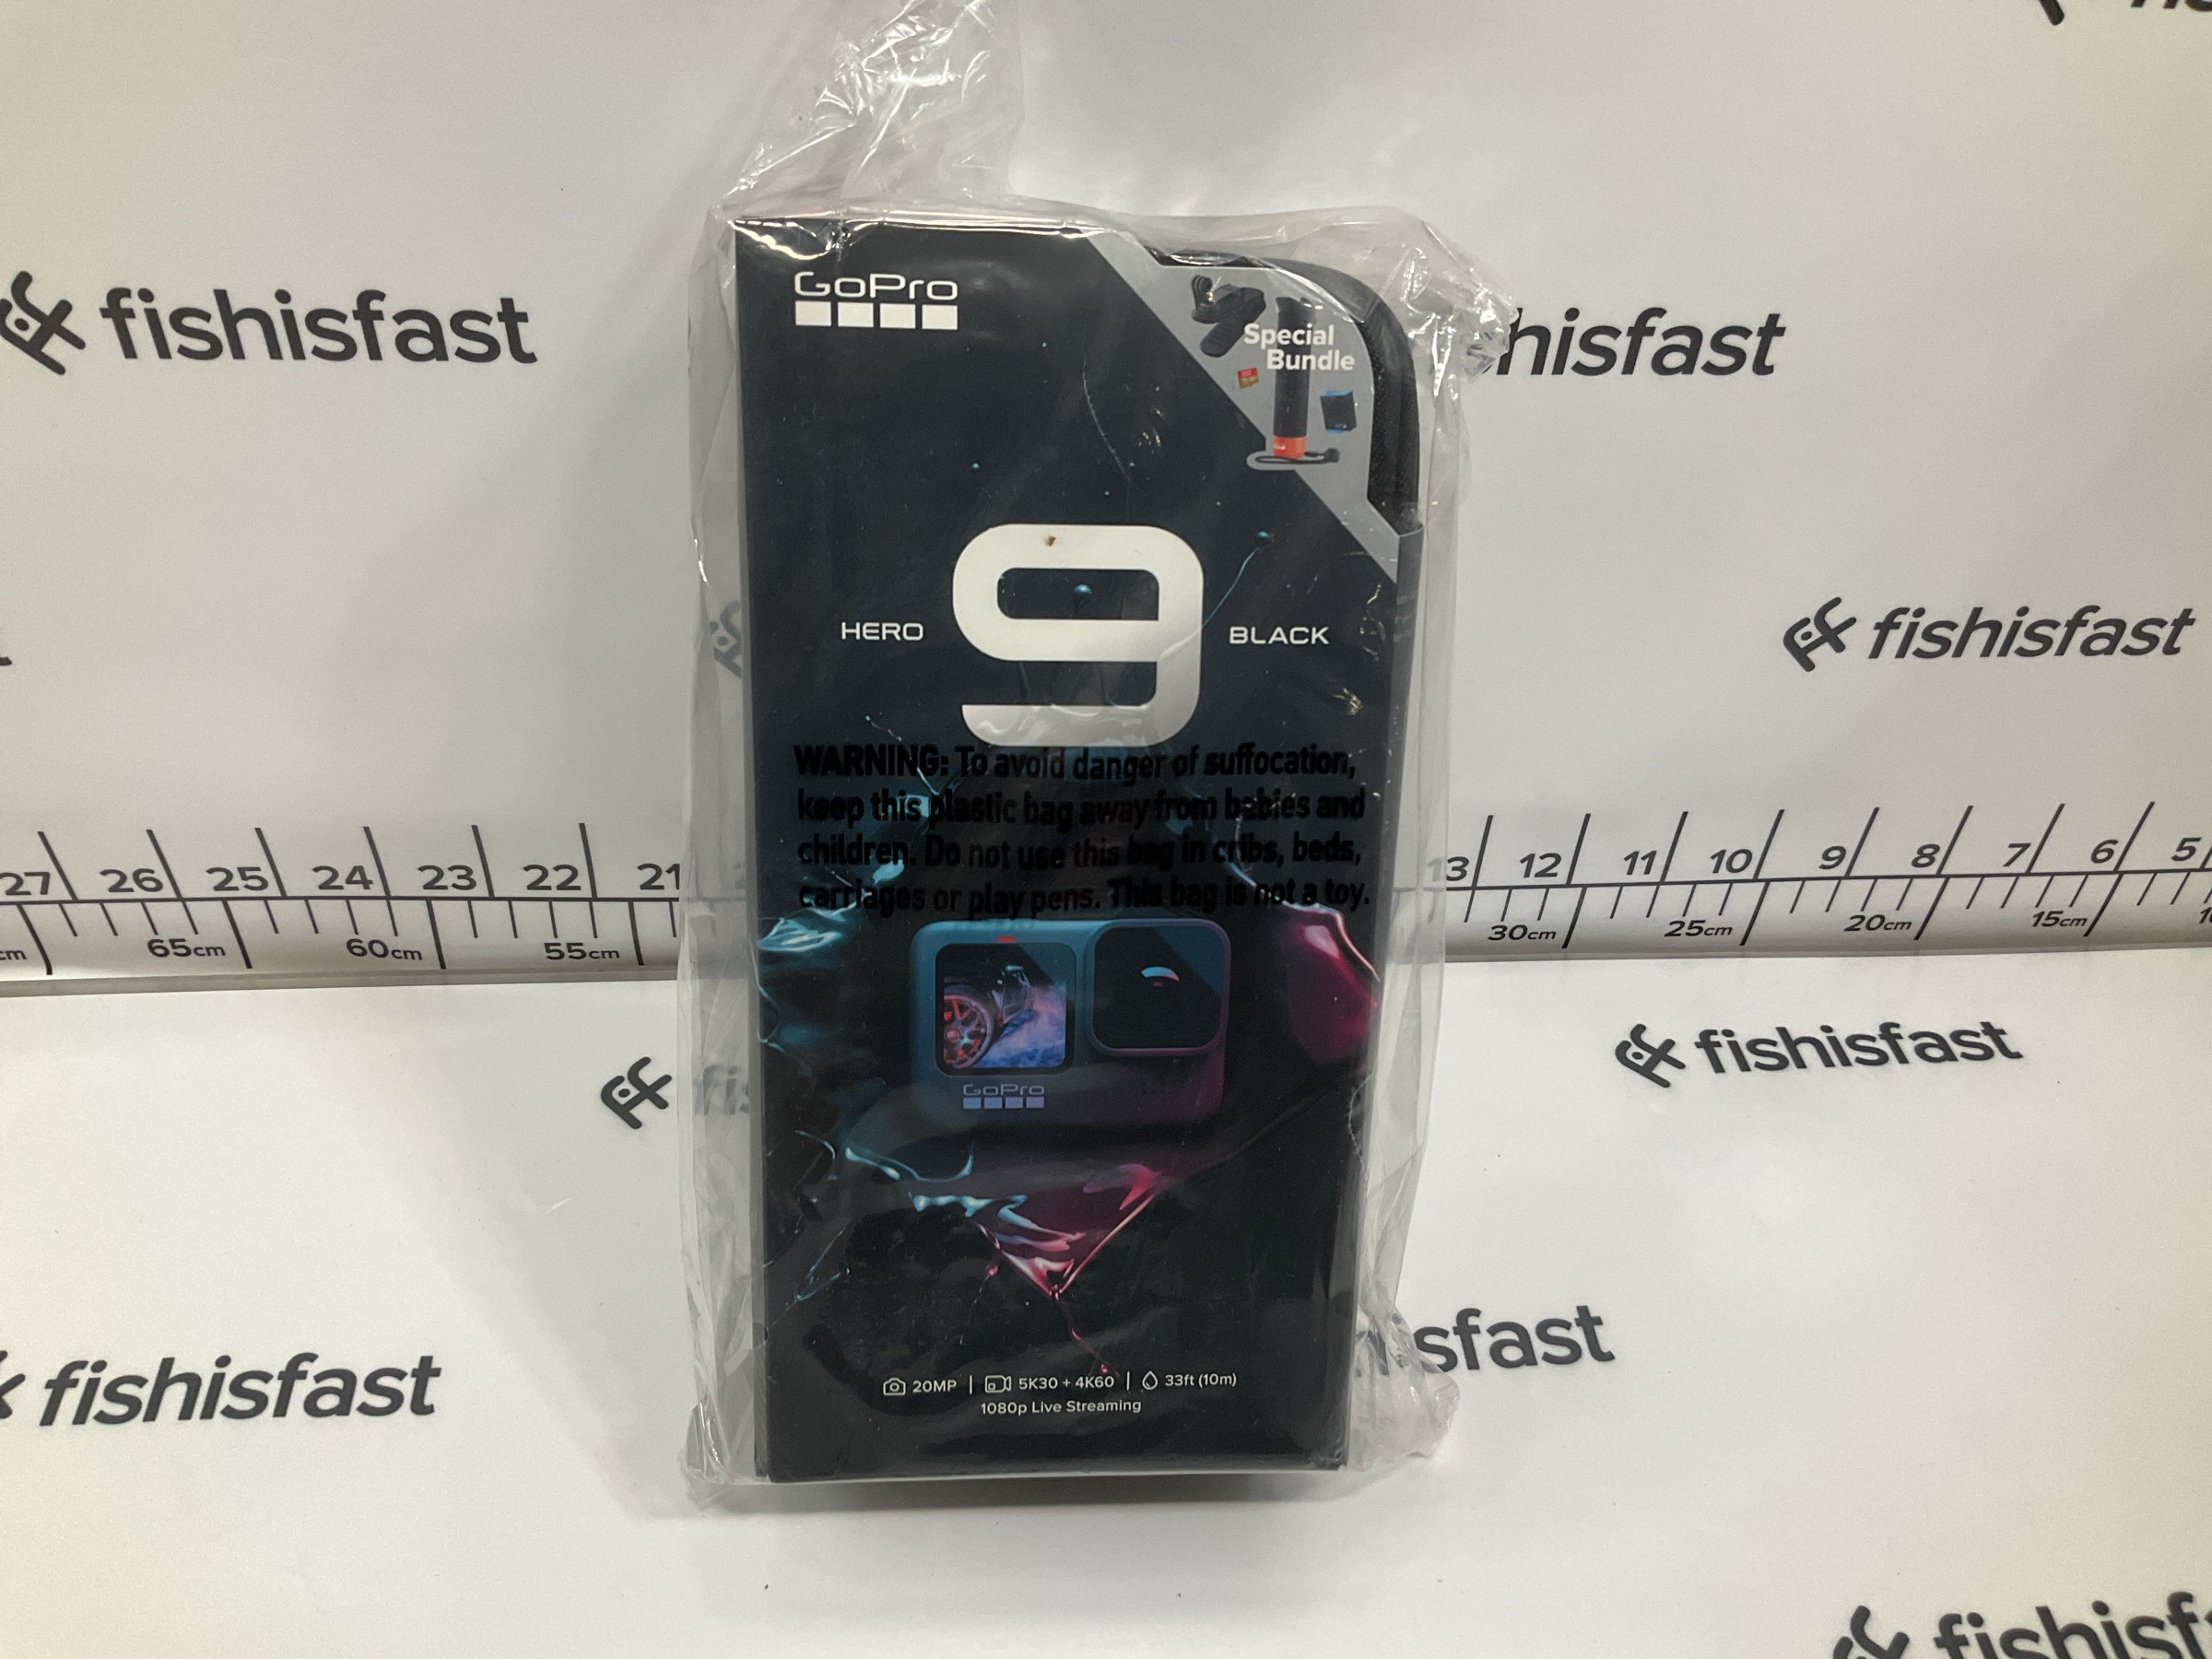 fishisfast
hisfast
GoPro
Special
Bundle
9
HERO
BLACK
fishisfast
WARNING: To avoid danger of suffocation,
keep this plastic bag away from babies and
children. Do not use this bag in cribs, beds,
carriages or play pens. This bag is not a toy.
27 26 25 24 23 22 21
13 12 11 10 9 8 7 6 5
cm 65cm 60cm 55cm
30cm 25cm 20cm 15cm
GoPro
fishisfast
fis
sfast
fishisfast
20MP | 5K30 + 4K60 | 33ft (10m)
1080p Live Streaming
fishisf